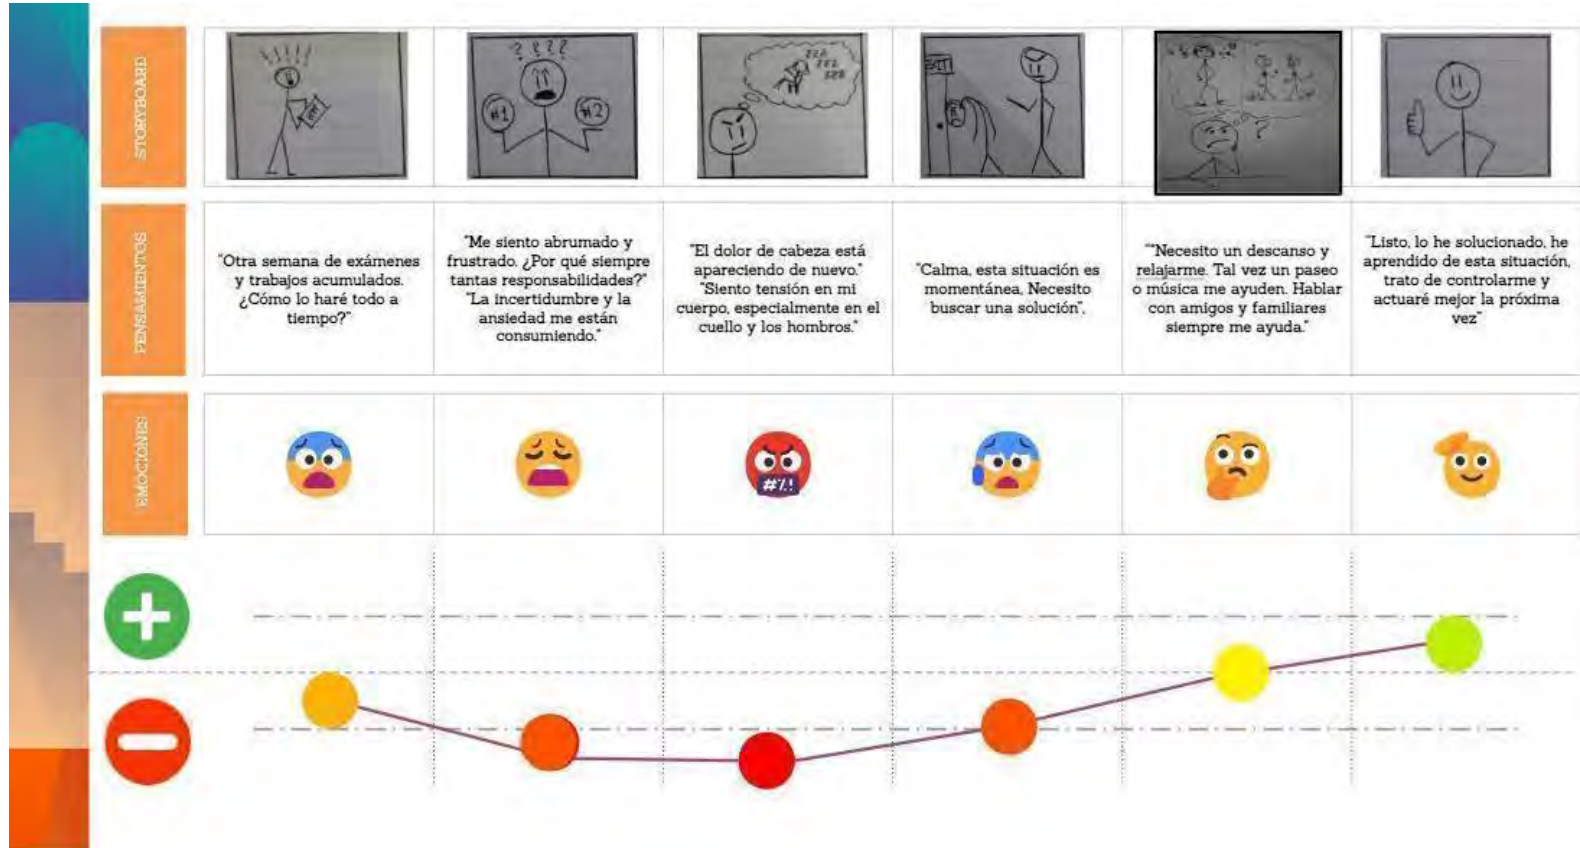 STORYBOARD
! ! ! ! !
? ? ? ?
#1
#2
ZZZ
ZZZ
ZZZ
EXIT
?
PENSAMIENTOS
"Otra semana de exámenes
y trabajos acumulados.
¿Cómo lo haré todo a
tiempo?"
"Me siento abrumado y
frustrado. ¿Por qué siempre
tantas responsabilidades?"
"La incertidumbre y la
ansiedad me están
consumiendo."
"El dolor de cabeza está
apareciendo de nuevo."
"Siento tensión en mi
cuerpo, especialmente en el
cuello y los hombros."
"Calma, esta situación es
momentánea, Necesito
buscar una solución",
""Necesito un descanso y
relajarme. Tal vez un paseo
o música me ayuden. Hablar
con amigos y familiares
siempre me ayuda."
"Listo, lo he solucionado, he
aprendido de esta situación,
trato de controlarme y
actuaré mejor la próxima
vez"
EMOCIONES
#%!